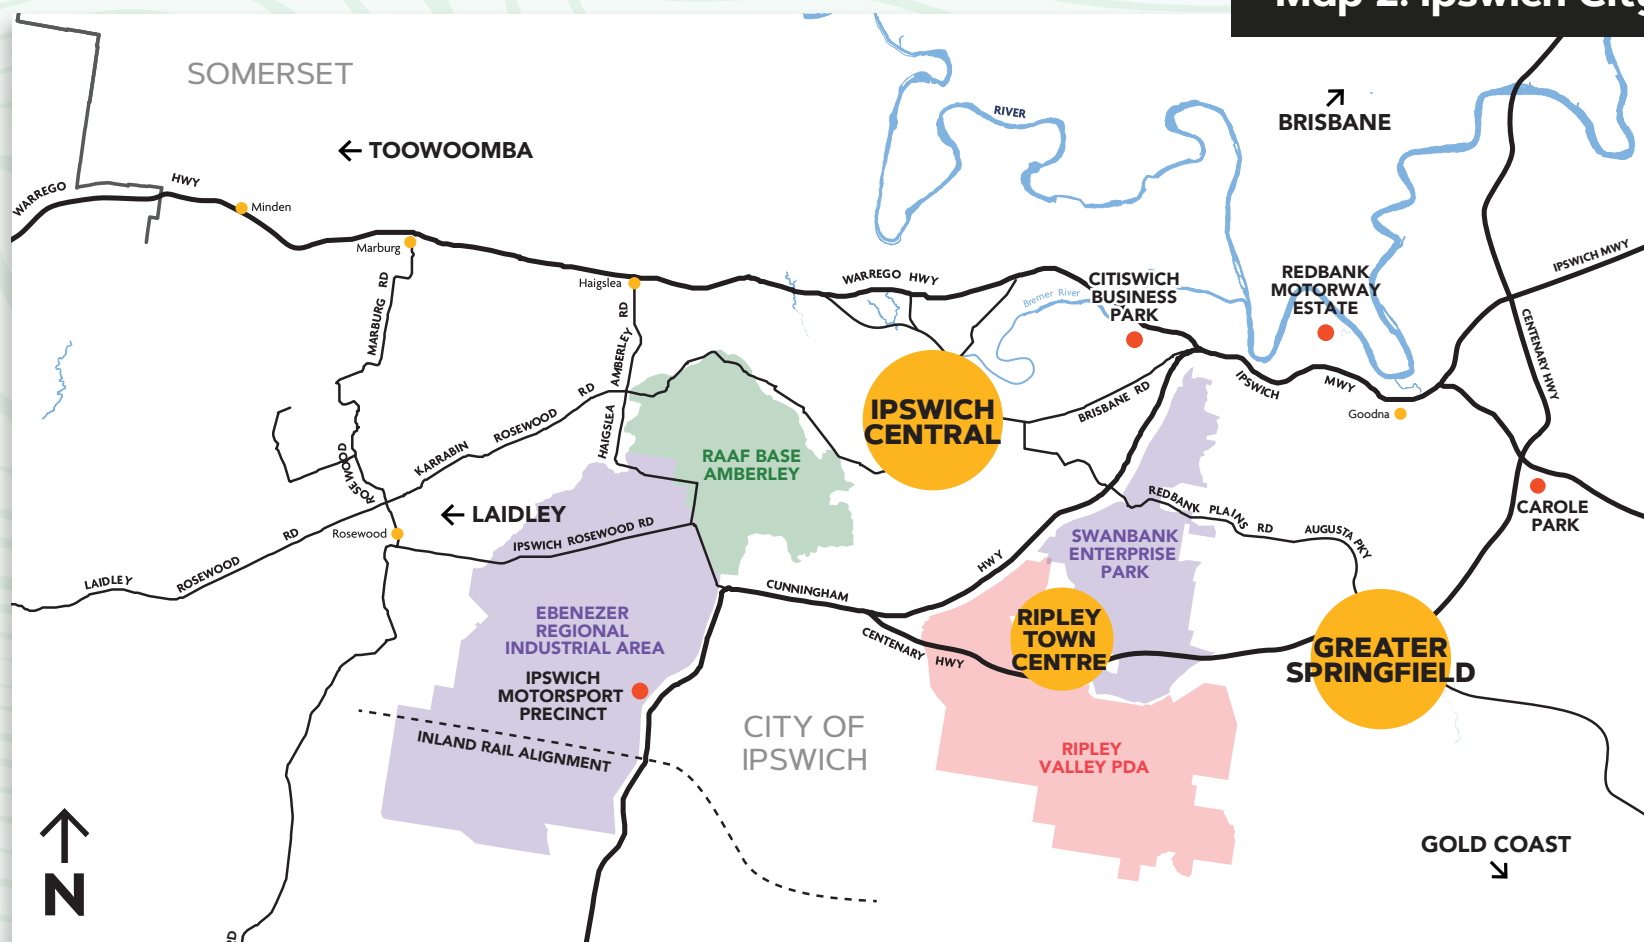 Map 2: Ipswich City
SOMERSET
BRISBANE
RIVER
TOOWOOMBA
WARREGO HWY
Minden
Marburg
Haigslea
WARREGO HWY
IPSWICH MWY
CITISWICH
BUSINESS
PARK
REDBANK
MOTORWAY
ESTATE
Bremer River
MARBURG RD
HAIGSLEA AMBERLEY RD
CENTENARY HWY
IPSWICH MWY
BRISBANE RD
Goodna
IPSWICH
CENTRAL
KARRABIN ROSEWOOD RD
ROSEWOOD
RAAF BASE
AMBERLEY
LAIDLEY
Rosewood
IPSWICH ROSEWOOD RD
REDBANK PLAINS RD
AUGUSTA PKY
CAROLE
PARK
SWANBANK
ENTERPRISE
PARK
LAIDLEY ROSEWOOD RD
CUNNINGHAM HWY
EBENEZER
REGIONAL
INDUSTRIAL AREA
RIPLEY
TOWN
CENTRE
CENTENARY HWY
GREATER
SPRINGFIELD
IPSWICH
MOTORSPORT
PRECINCT
CITY OF
IPSWICH
INLAND RAIL ALIGNMENT
RIPLEY
VALLEY PDA
GOLD COAST
N
RD